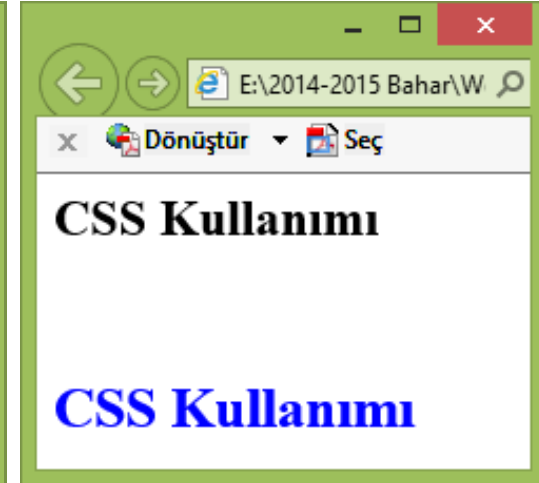 E:\2014-2015 Bahar\W
x Dönüştür Seç
CSS Kullanımı
CSS Kullanımı